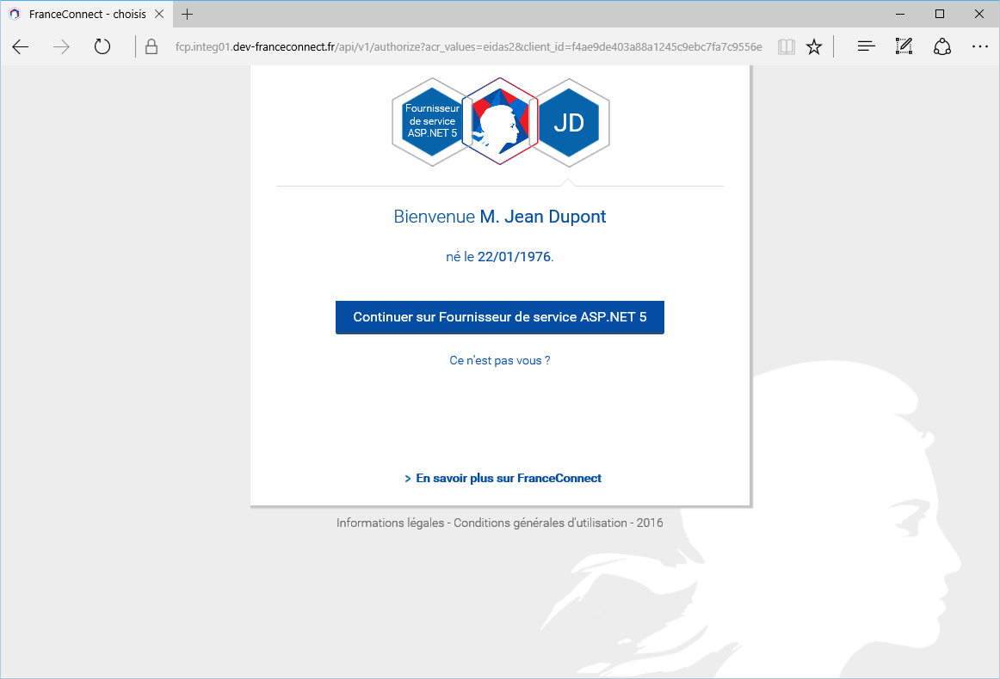 FranceConnect - choisis
fcp.integ01.dev-franceconnect.fr/api/v1/authorize?acr_values=eidas2&client_id=f4ae9de403a88a1245c9ebc7fa7c9556e
Fournisseur
de service
ASP.NET 5
JD
Bienvenue M. Jean Dupont
né le 22/01/1976.
Continuer sur Fournisseur de service ASP.NET 5
Ce n'est pas vous ?
> En savoir plus sur FranceConnect
Informations légales - Conditions générales d'utilisation - 2016